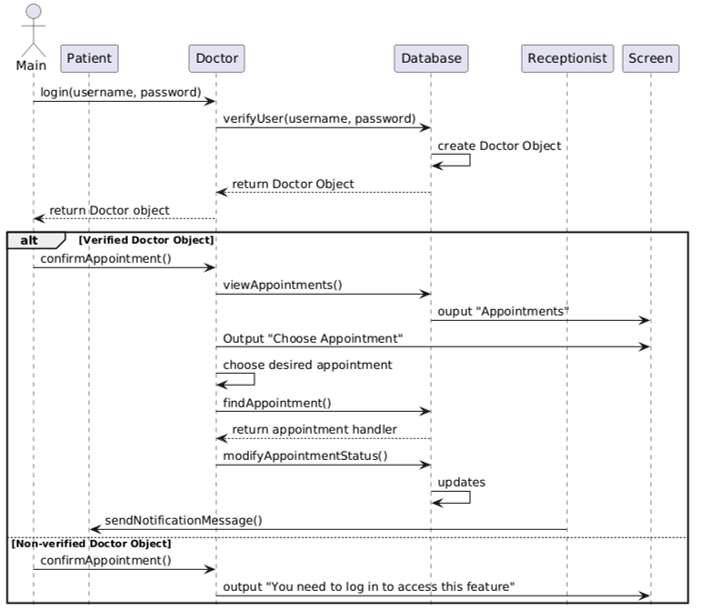 Main
Patient
Doctor
Database
Receptionist
Screen
login(username, password)
verifyUser(username, password)
create Doctor Object
return Doctor Object
return Doctor object
alt
[Verified Doctor Object]
confirmAppointment()
viewAppointments()
ouput "Appointments"
Output "Choose Appointment"
choose desired appointment
findAppointment()
return appointment handler
modifyAppointmentStatus()
updates
sendNotificationMessage()
[Non-verified Doctor Object]
confirmAppointment()
output "You need to log in to access this feature"